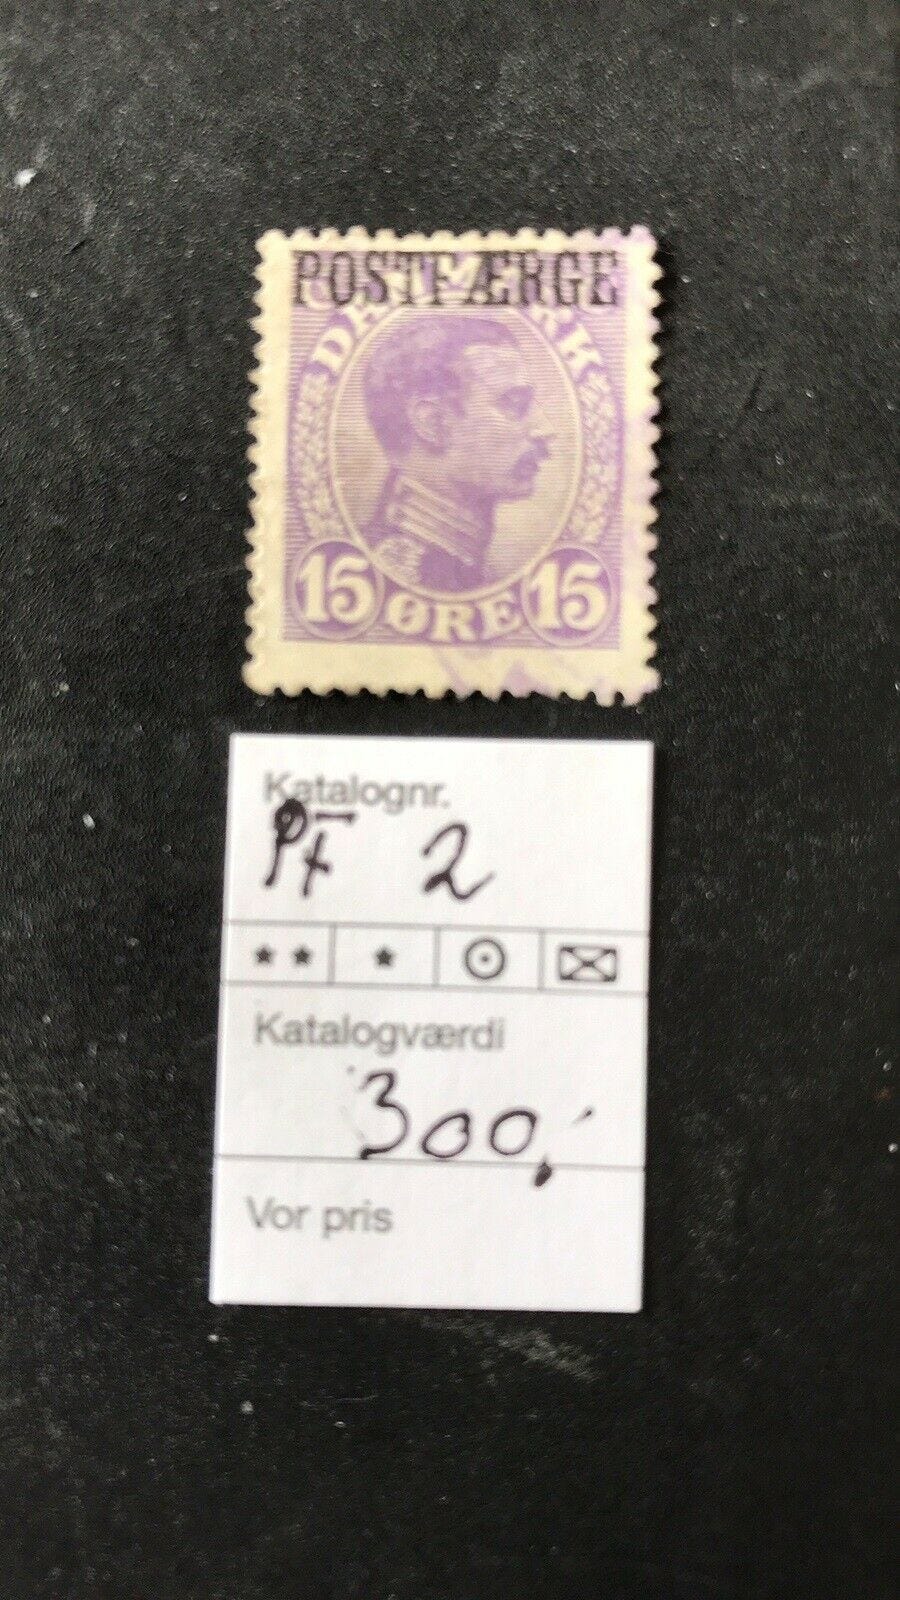 POSTFÆRGE
DANMARK
15 ØRE 15
Katalognr.
PF 2
Katalogværdi
300,-
Vor pris